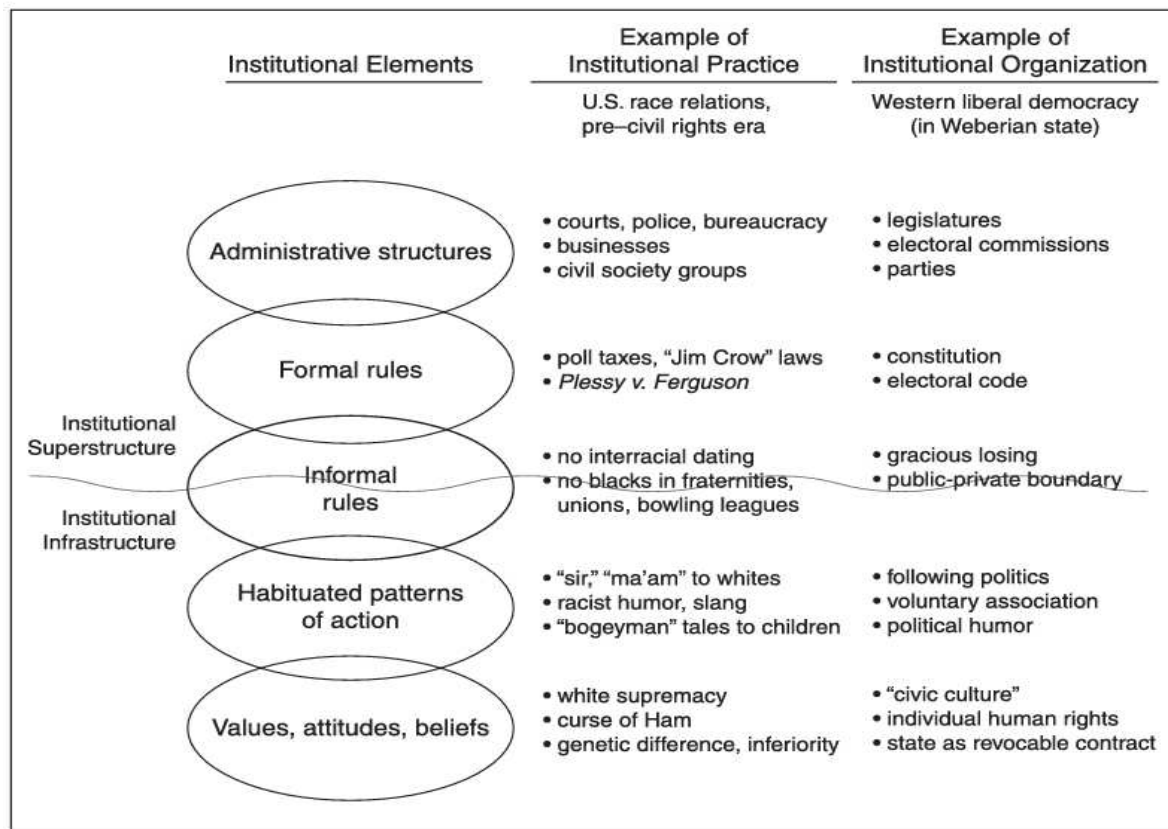 Institutional Elements
Example of
Institutional Practice
Example of
Institutional Organization
U.S. race relations,
pre–civil rights era
Western liberal democracy
(in Weberian state)
Administrative structures
• courts, police, bureaucracy
• businesses
• civil society groups
• legislatures
• electoral commissions
• parties
Formal rules
• poll taxes, “Jim Crow” laws
• Plessy v. Ferguson
• constitution
• electoral code
Institutional
Superstructure
Institutional
Infrastructure
Informal
rules
• no interracial dating
• no blacks in fraternities,
unions, bowling leagues
• gracious losing
• public-private boundary
Habituated patterns
of action
• “sir,” “ma’am” to whites
• racist humor, slang
• “bogeyman” tales to children
• following politics
• voluntary association
• political humor
Values, attitudes, beliefs
• white supremacy
• curse of Ham
• genetic difference, inferiority
• “civic culture”
• individual human rights
• state as revocable contract